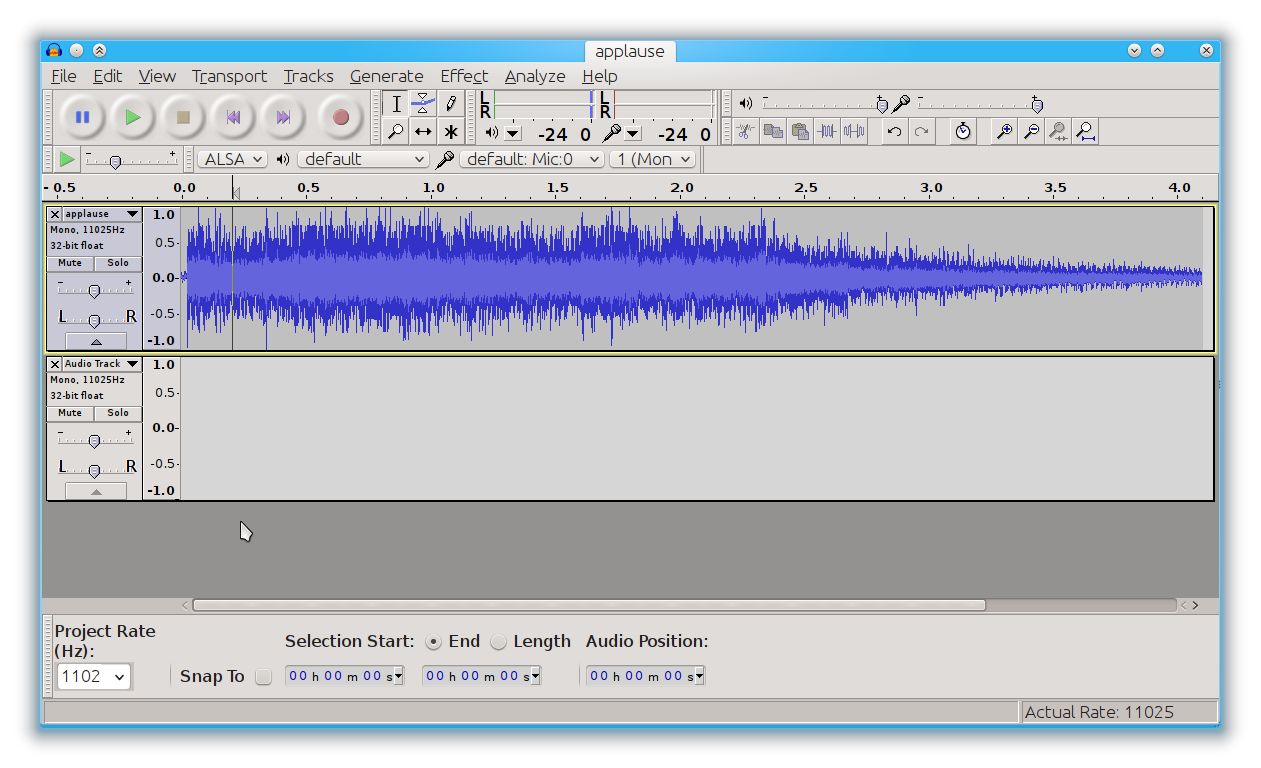 applause
File Edit View Transport Tracks Generate Effect Analyze Help
L R -24 0 L R -24 0
ALSA default default: Mic:0 1 (Mon
- 0.5 0.0 0.5 1.0 1.5 2.0 2.5 3.0 3.5 4.0
applause 1.0
Mono, 11025Hz
32-bit float 0.5-
Mute Solo
- + 0.0-
L R -0.5-
-1.0
Audio Track 1.0
Mono, 11025Hz
32-bit float 0.5-
Mute Solo
- + 0.0-
L R -0.5-
-1.0
Project Rate
(Hz):
Selection Start: End Length Audio Position:
1102 Snap To 00 h 00 m 00 s 00 h 00 m 00 s 00 h 00 m 00 s
Actual Rate: 11025